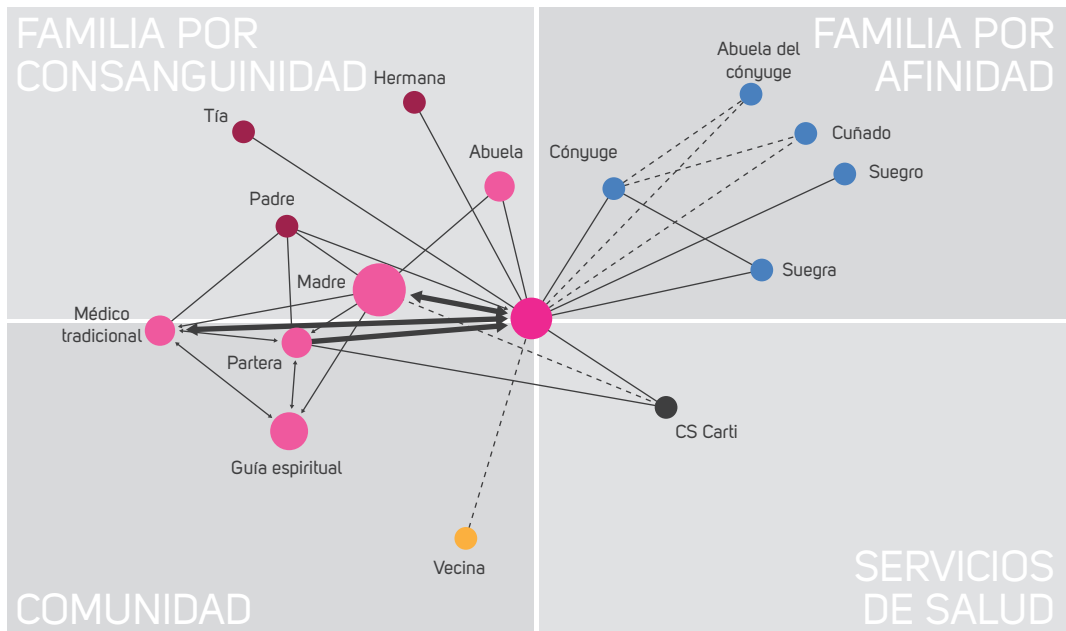 FAMILIA POR
CONSANGUINIDAD
FAMILIA POR
AFINIDAD
Abuela del
cónyuge
Hermana
Tía
Cuñado
Abuela
Cónyuge
Suegro
Padre
Madre
Suegra
Médico
tradicional
Partera
CS Carti
Guía espiritual
Vecina
COMUNIDAD
SERVICIOS
DE SALUD